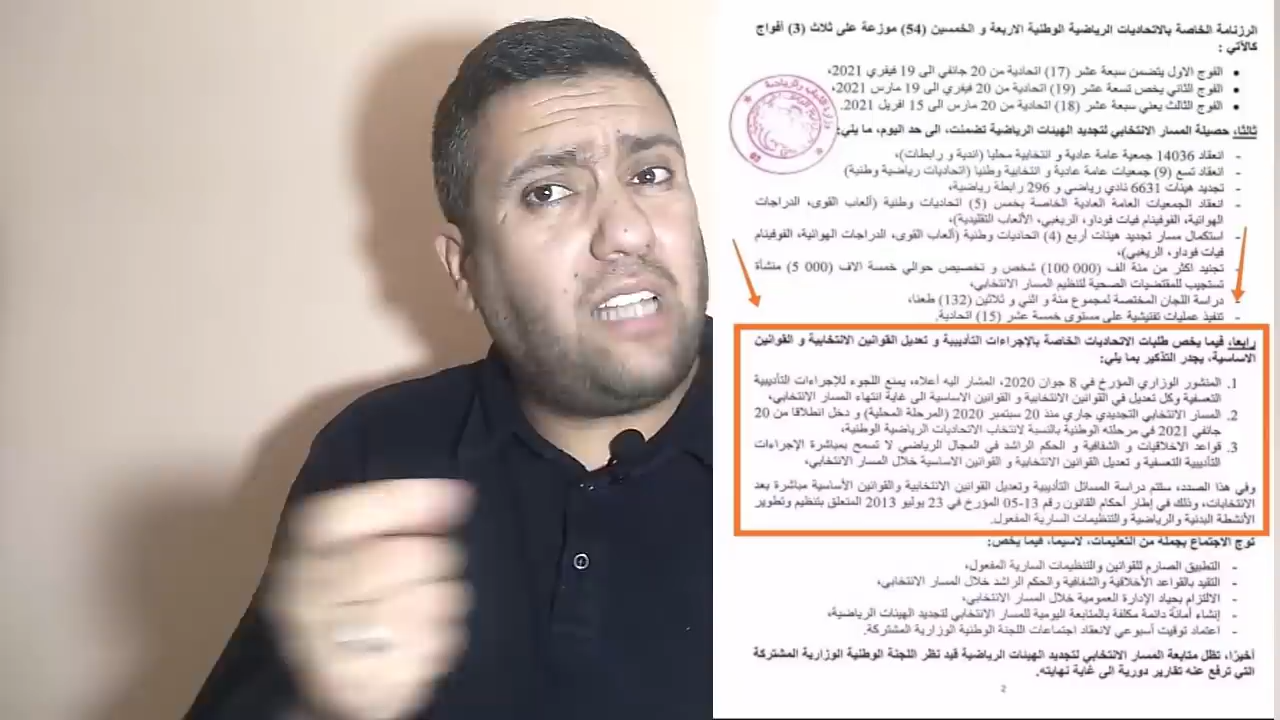 الرزنامة الخاصة بالاتحاديات الرياضية الوطنية الاربعة و الخمسين (54) موزعة على ثلاث (3) أفواج
كالآتي :
• الفوج الاول يتضمن سبعة عشر (17) اتحادية من 20 جانفي الى 19 فيفري 2021،
• الفوج الثاني يخص تسعة عشر (19) اتحادية من 20 فيفري الى 19 مارس 2021،
• الفوج الثالث يعني سبعة عشر (18) اتحادية من 20 مارس الى 15 افريل 2021.
ثالثا، حصيلة المسار الانتخابي لتجديد الهيئات الرياضية تضمنت، الى حد اليوم، ما يلي:
- انعقاد 14036 جمعية عامة عادية و انتخابية محليا (اندية و رابطات)،
- انعقاد تسع (9) جمعيات عامة عادية و انتخابية وطنيا (اتحاديات رياضية وطنية)
- تجديد هيئات 6631 نادي رياضي و 296 رابطة رياضية،
- انعقاد الجمعيات العامة العادية الخاصة بخمس (5) اتحاديات وطنية (ألعاب القوى، الدراجات
الهوائية، الفوفينام فيات فوداو، الريغبي، الألعاب التقليدية)،
- استكمال مسار تجديد هيئات أربع (4) اتحاديات وطنية (ألعاب القوى، الدراجات الهوائية، الفوفينام
فيات فوداو، الريغبي)،
- تجنيد اكثر من مئة الف (000 100) شخص و تخصيص حوالي خمسة الاف (000 5) منشأة
تستجيب للمقتضيات الصحية لتنظيم المسار الانتخابي،
- دراسة اللجان المختصة لمجموع مئة و اثني و ثلاثين (132) طعنا،
- تنفيذ عمليات تفتيشية على مستوى خمسة عشر (15) اتحادية.
رابعا، فيما يخص طلبات الاتحاديات الخاصة بالإجراءات التأديبية و تعديل القوانين الانتخابية و القوانين
الاساسية، يجدر التذكير بما يلي:
1. المنشور الوزاري المؤرخ في 8 جوان 2020، المشار اليه أعلاه، يمنع اللجوء للإجراءات التأديبية
التعسفية وكل تعديل في القوانين الانتخابية و القوانين الاساسية الى غاية انتهاء المسار الانتخابي،
2. المسار الانتخابي التجديدي جاري منذ 20 سبتمبر 2020 (المرحلة المحلية) و دخل انطلاقا من 20
جانفي 2021 في مرحلته الوطنية بالنسبة لانتخاب الاتحاديات الرياضية الوطنية،
3. قواعد الاخلاقيات و الشفافية و الحكم الراشد في المجال الرياضي لا تسمح بمباشرة الإجراءات
التأديبية التعسفية و تعديل القوانين الانتخابية و القوانين الاساسية خلال المسار الانتخابي،
وفي هذا الصدد، ستتم دراسة المسائل التأديبية وتعديل القوانين الانتخابية والقوانين الأساسية مباشرة بعد
الانتخابات، وذلك في إطار أحكام القانون رقم 13-05 المؤرخ في 23 يوليو 2013 المتعلق بتنظيم وتطوير
الأنشطة البدنية والرياضية والتنظيمات السارية المفعول.
توج الاجتماع بجملة من التعليمات، لاسيما، فيما يخص:
- التطبيق الصارم للقوانين والتنظيمات السارية المفعول،
- التقيد بالقواعد الأخلاقية والشفافية والحكم الراشد خلال المسار الانتخابي،
- الالتزام بحياد الإدارة العمومية خلال المسار الانتخابي،
- إنشاء أمانة دائمة مكلفة بالمتابعة اليومية للمسار الانتخابي لتجديد الهيئات الرياضية،
- اعتماد توقيت أسبوعي لانعقاد اجتماعات اللجنة الوطنية الوزارية المشتركة.
أخيرا، تظل متابعة المسار الانتخابي لتجديد الهيئات الرياضية قيد نظر اللجنة الوطنية الوزارية المشتركة
التي ترفع عنه تقارير دورية الى غاية نهايته.
2